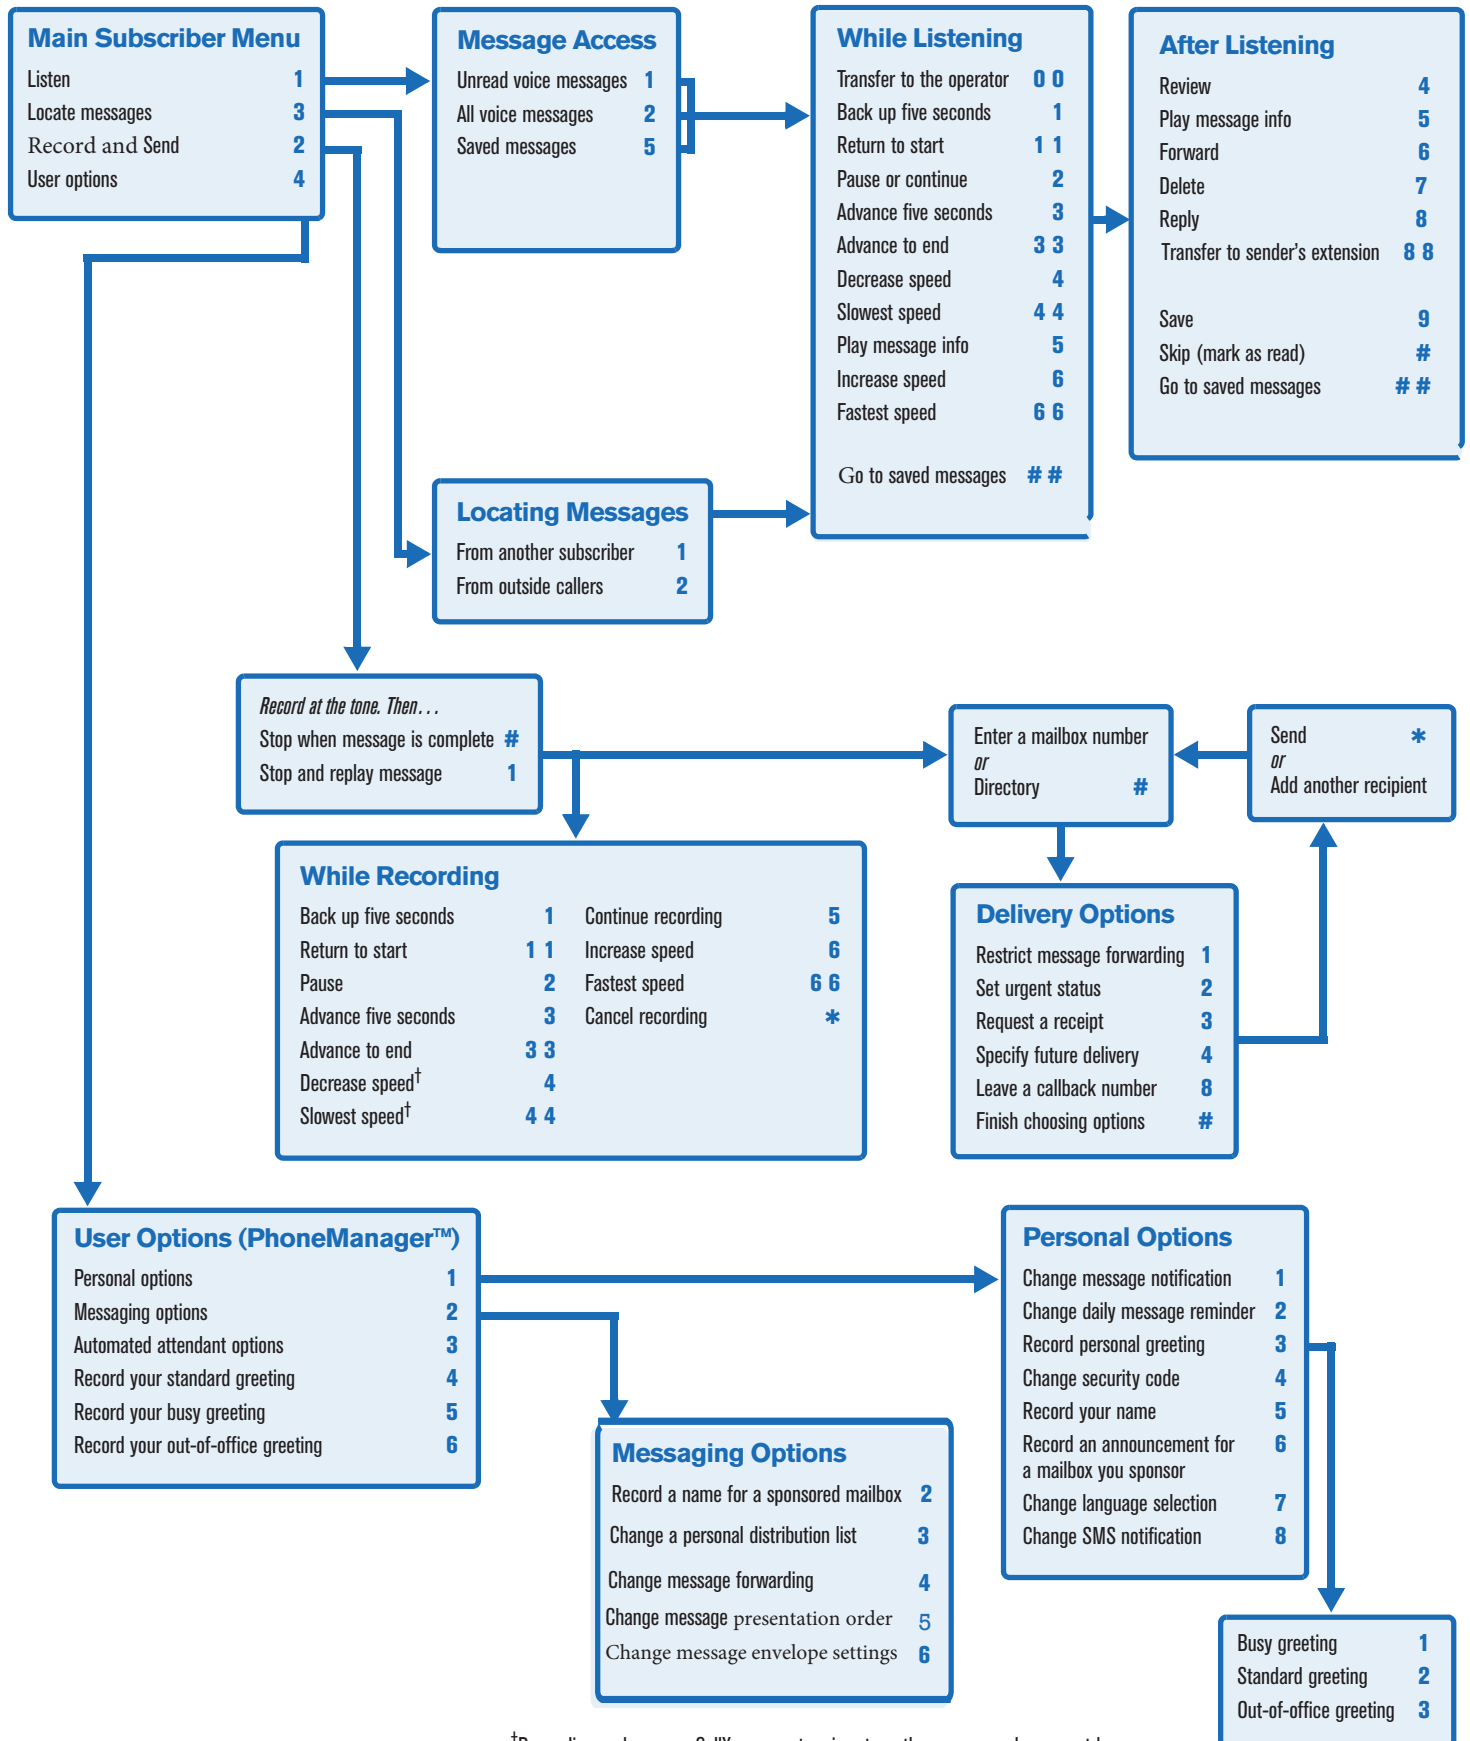 Main Subscriber Menu
Listen 1
Locate messages 3
Record and Send 2
User options 4
Message Access
Unread voice messages 1
All voice messages 2
Saved messages 5
While Listening
Transfer to the operator 0 0
Back up five seconds 1
Return to start 1 1
Pause or continue 2
Advance five seconds 3
Advance to end 3 3
Decrease speed 4
Slowest speed 4 4
Play message info 5
Increase speed 6
Fastest speed 6 6
Go to saved messages # #
After Listening
Review 4
Play message info 5
Forward 6
Delete 7
Reply 8
Transfer to sender's extension 8 8
Save 9
Skip (mark as read) #
Go to saved messages # #
Locating Messages
From another subscriber 1
From outside callers 2
Record at the tone. Then...
Stop when message is complete #
Stop and replay message 1
Enter a mailbox number
or
Directory #
Send *
or
Add another recipient
While Recording
Back up five seconds 1
Return to start 1 1
Pause 2
Advance five seconds 3
Advance to end 3 3
Decrease speed† 4
Slowest speed† 4 4
Continue recording 5
Increase speed 6
Fastest speed 6 6
Cancel recording *
Delivery Options
Restrict message forwarding 1
Set urgent status 2
Request a receipt 3
Specify future delivery 4
Leave a callback number 8
Finish choosing options #
User Options (PhoneManager™)
Personal options 1
Messaging options 2
Automated attendant options 3
Record your standard greeting 4
Record your busy greeting 5
Record your out-of-office greeting 6
Personal Options
Change message notification 1
Change daily message reminder 2
Record personal greeting 3
Change security code 4
Record your name 5
Record an announcement for 6
a mailbox you sponsor
Change language selection 7
Change SMS notification 8
Messaging Options
Record a name for a sponsored mailbox 2
Change a personal distribution list 3
Change message forwarding 4
Change message presentation order 5
Change message envelope settings 6
Busy greeting 1
Standard greeting 2
Out-of-office greeting 3